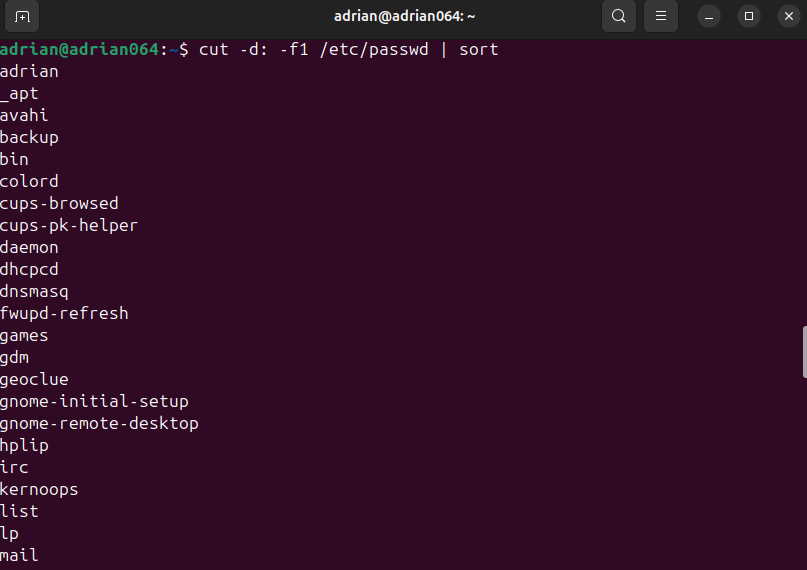 adrian@adrian064: ~
adrian@adrian064:~$ cut -d: -f1 /etc/passwd | sort
adrian
_apt
avahi
backup
bin
colord
cups-browsed
cups-pk-helper
daemon
dhcpcd
dnsmasq
fwupd-refresh
games
gdm
geoclue
gnome-initial-setup
gnome-remote-desktop
hplip
irc
kernoops
list
lp
mail